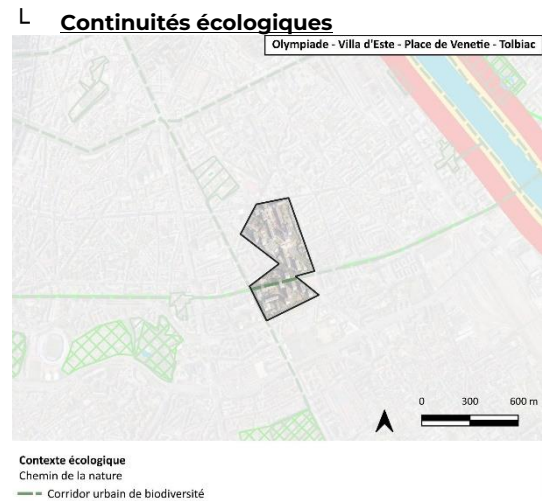 L
Continuités écologiques
Olympiade - Villa d'Este - Place de Venetie - Tolbiac
0 300 600 m
Contexte écologique
Chemin de la nature
Corridor urbain de biodiversité